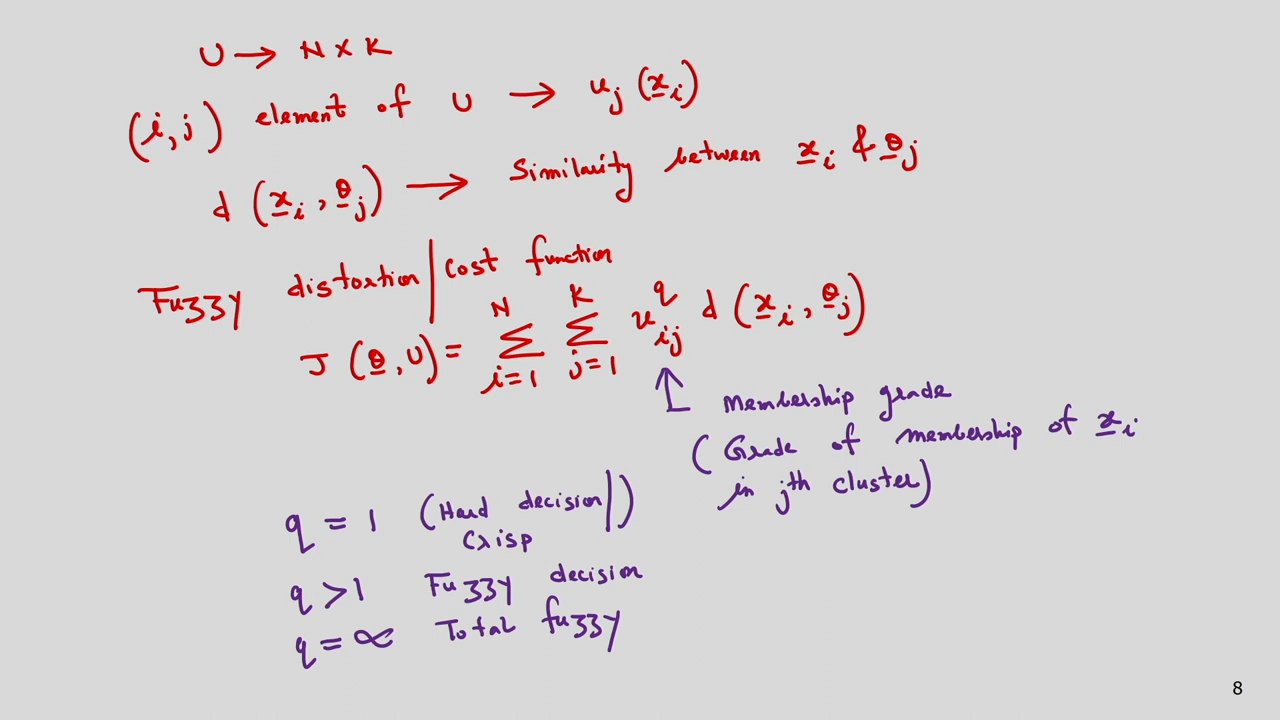 U → N x K
(i, j) element of U → u_j (x_i)
d (x_i, θ_j) → Similarity between x_i & θ_j
Fuzzy distortion | cost function
J (θ, U) = Σ_{i=1}^{N} Σ_{j=1}^{K} u_{ij}^{q} d (x_i, θ_j)
Membership grade
(Grade of membership of x_i
in jth cluster)
q = 1 (Hard decision |)
Crisp
q > 1 Fuzzy decision
q = ∞ Total fuzzy
8